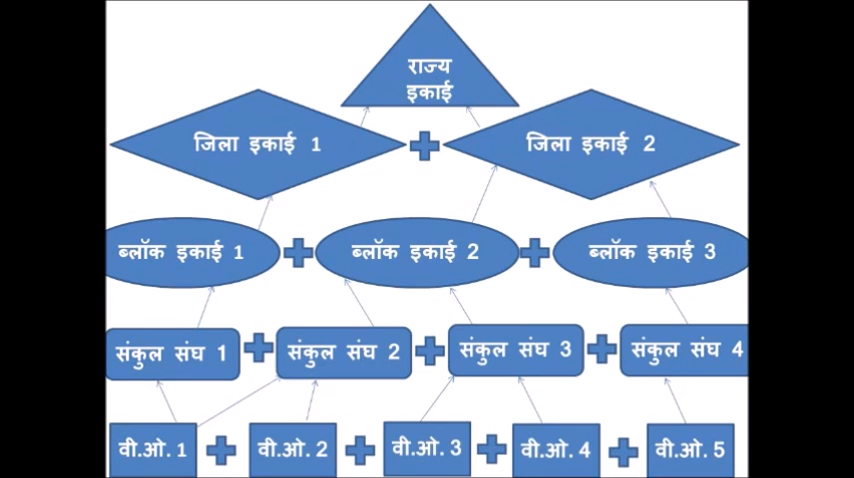 राज्य
इकाई
जिला इकाई 1
जिला इकाई 2
ब्लॉक इकाई 1
ब्लॉक इकाई 2
ब्लॉक इकाई 3
संकुल संघ 1
संकुल संघ 2
संकुल संघ 3
संकुल संघ 4
वी.ओ.1
वी.ओ.2
वी.ओ.3
वी.ओ.4
वी.ओ.5